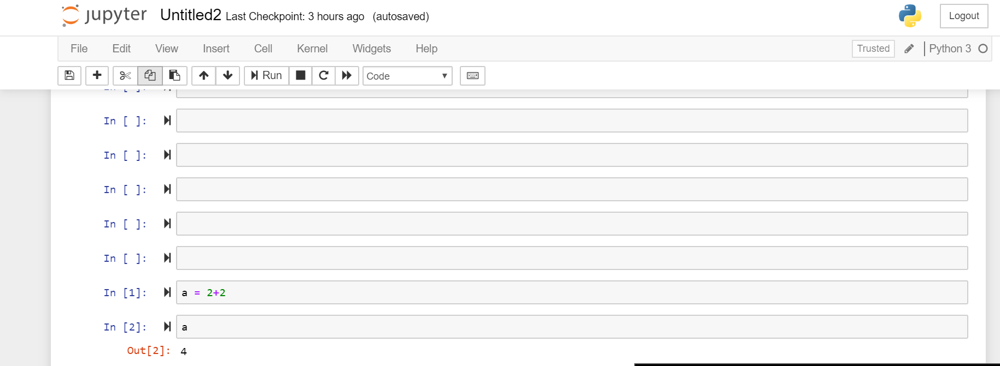 jupyter Untitled2 Last Checkpoint: 3 hours ago (autosaved) Logout
File Edit View Insert Cell Kernel Widgets Help Trusted Python 3
Run Code
In [ ]:
In [ ]:
In [ ]:
In [ ]:
In [ ]:
In [1]: a = 2+2
In [2]: a
Out[2]: 4